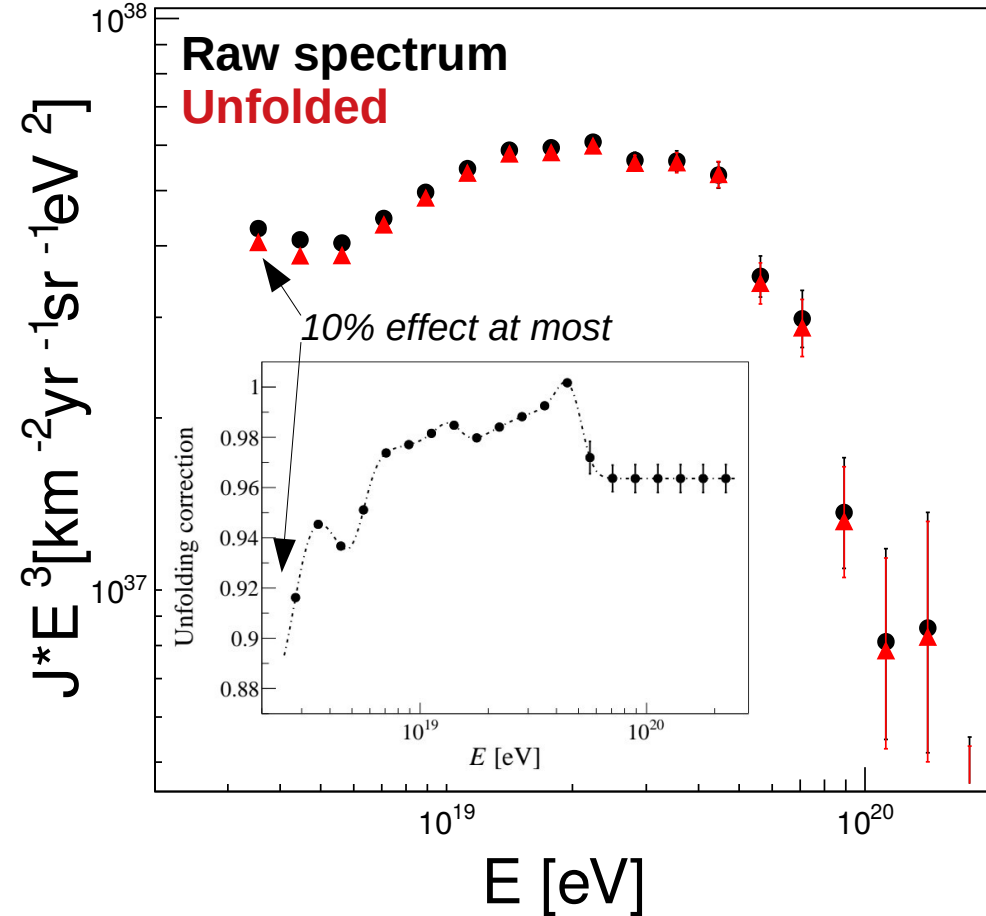 10^38
Raw spectrum
Unfolded
J*E ^3[km ^-2yr ^-1sr ^-1eV ^2]
10% effect at most
1
0.98
0.96
0.94
0.92
0.9
0.88
Unfolding correction
10^19 10^20
E [eV]
10^37
10^19 10^20
E [eV]